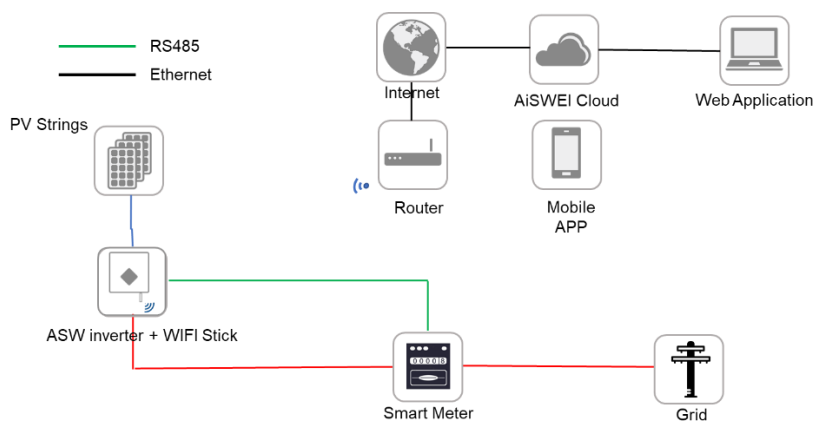 RS485
Ethernet
Internet
AiSWEI Cloud
Web Application
PV Strings
Router
Mobile
APP
ASW inverter + WIFI Stick
Smart Meter
Grid